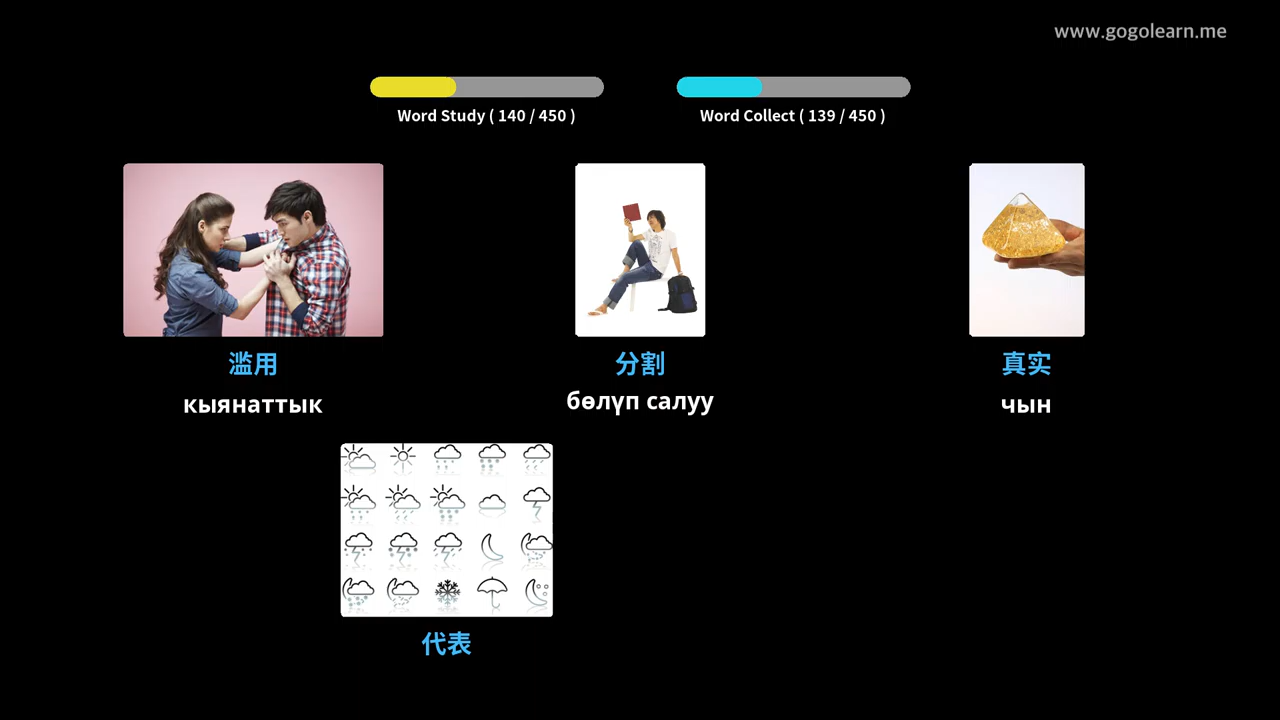 www.gogolearn.me
Word Study ( 140 / 450 )
Word Collect ( 139 / 450 )
滥用
分割
真实
кыянаттык
бөлүп салуу
чын
代表